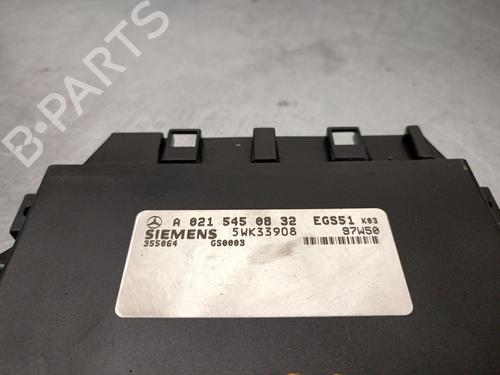 B-PARTS
A 021 545 08 32 EGS51 K03
SIEMENS 5WK33908 97W50
355064 GS0003